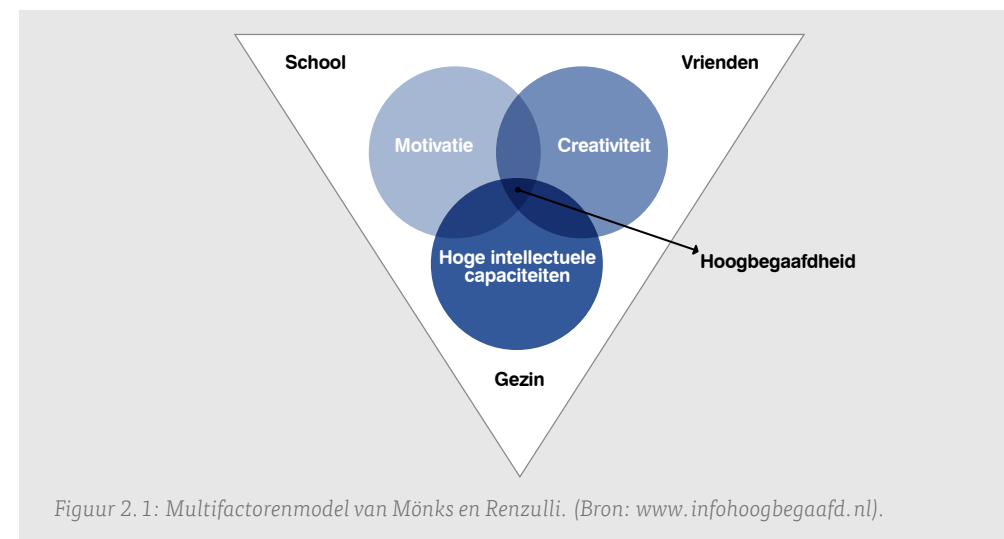 School
Vrienden
Motivatie
Creativiteit
Hoge intellectuele
capaciteiten
Hoogbegaafdheid
Gezin
Figuur 2.1: Multifactorenmodel van Mönks en Renzulli. (Bron: www.infohoogbegaafd.nl).